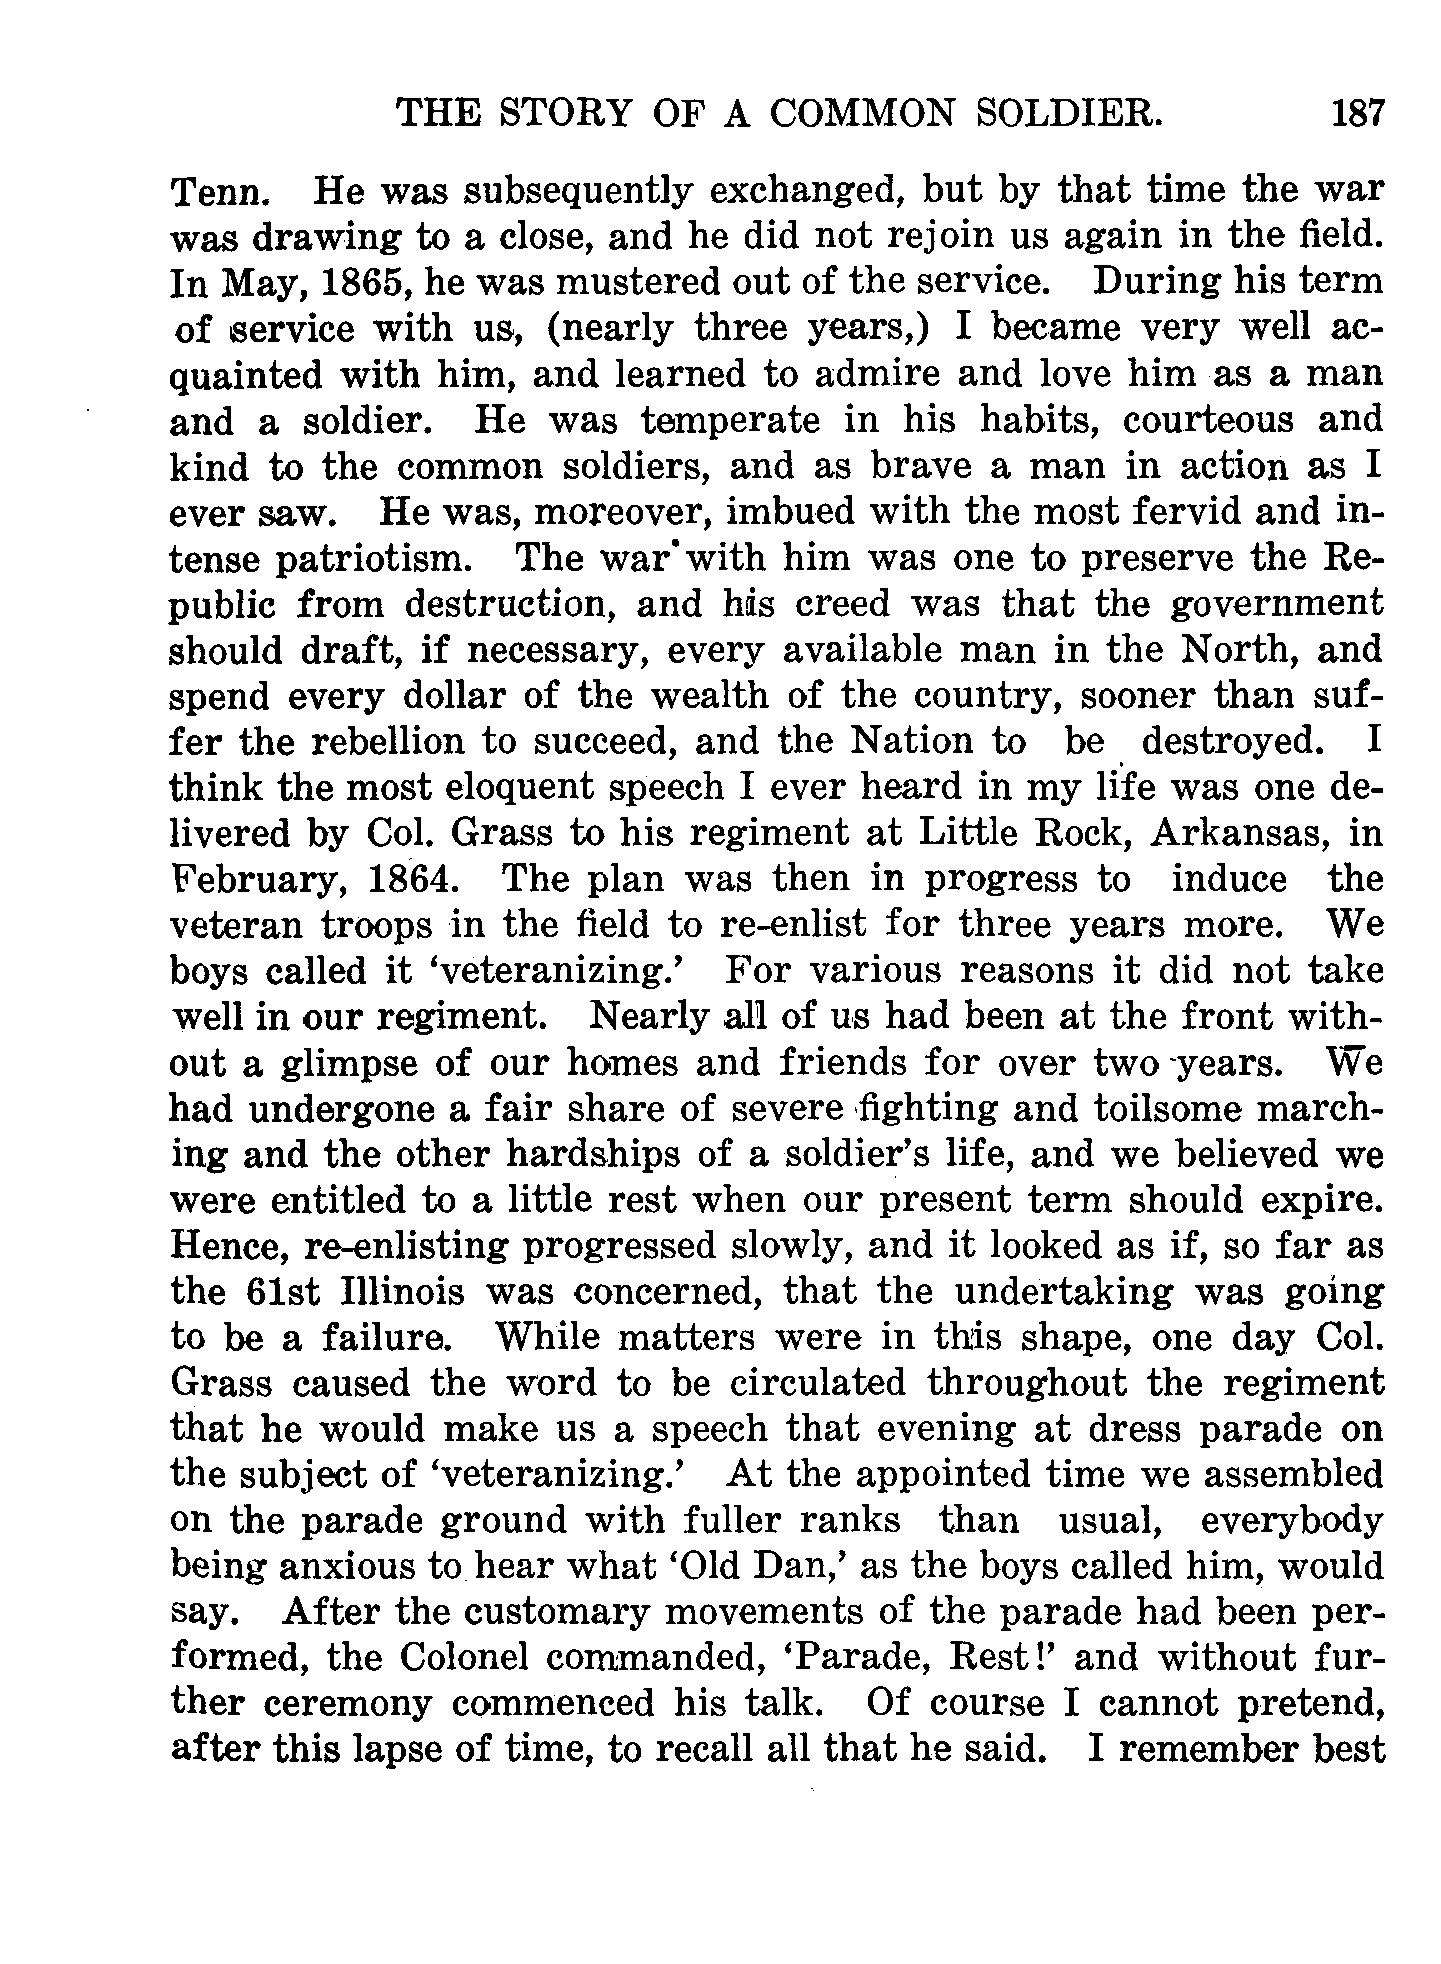 THE STORY OF A COMMON SOLDIER. 187
Tenn. He was subsequently exchanged, but by that time the war
was drawing to a close, and he did not rejoin us again in the field.
In May, 1865, he was mustered out of the service. During his term
of service with us, (nearly three years,) I became very well ac-
quainted with him, and learned to admire and love him as a man
and a soldier. He was temperate in his habits, courteous and
kind to the common soldiers, and as brave a man in action as I
ever saw. He was, moreover, imbued with the most fervid and in-
tense patriotism. The war with him was one to preserve the Re-
public from destruction, and his creed was that the government
should draft, if necessary, every available man in the North, and
spend every dollar of the wealth of the country, sooner than suf-
fer the rebellion to succeed, and the Nation to be destroyed. I
think the most eloquent speech I ever heard in my life was one de-
livered by Col. Grass to his regiment at Little Rock, Arkansas, in
February, 1864. The plan was then in progress to induce the
veteran troops in the field to re-enlist for three years more. We
boys called it ‘veteranizing.’ For various reasons it did not take
well in our regiment. Nearly all of us had been at the front with-
out a glimpse of our homes and friends for over two years. We
had undergone a fair share of severe fighting and toilsome march-
ing and the other hardships of a soldier’s life, and we believed we
were entitled to a little rest when our present term should expire.
Hence, re-enlisting progressed slowly, and it looked as if, so far as
the 61st Illinois was concerned, that the undertaking was going
to be a failure. While matters were in this shape, one day Col.
Grass caused the word to be circulated throughout the regiment
that he would make us a speech that evening at dress parade on
the subject of ‘veteranizing.’ At the appointed time we assembled
on the parade ground with fuller ranks than usual, everybody
being anxious to hear what ‘Old Dan,’ as the boys called him, would
say. After the customary movements of the parade had been per-
formed, the Colonel commanded, ‘Parade, Rest!’ and without fur-
ther ceremony commenced his talk. Of course I cannot pretend,
after this lapse of time, to recall all that he said. I remember best